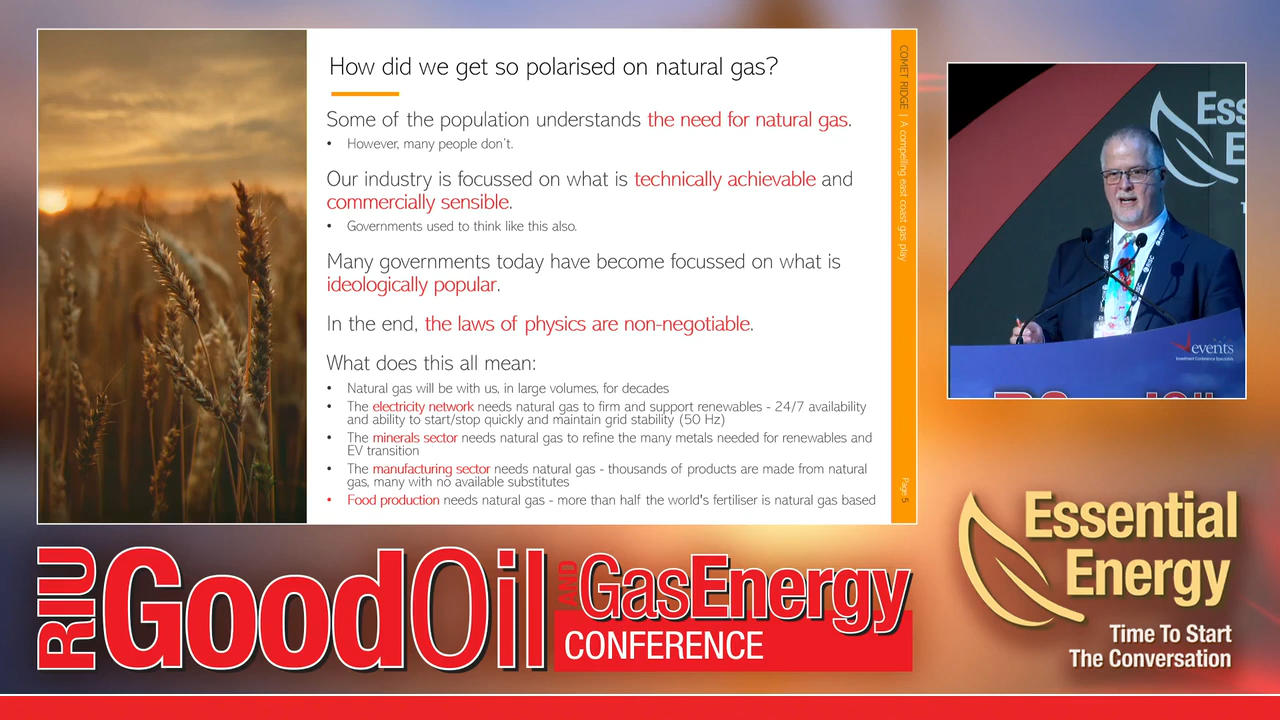 How did we get so polarised on natural gas?
Some of the population understands the need for natural gas.
• However, many people don't.
Our industry is focussed on what is technically achievable and
commercially sensible.
• Governments used to think like this also.
Many governments today have become focussed on what is
ideologically popular.
In the end, the laws of physics are non-negotiable.
What does this all mean:
• Natural gas will be with us, in large volumes, for decades
• The electricity network needs natural gas to firm and support renewables - 24/7 availability
and ability to start/stop quickly and maintain grid stability (50 Hz)
• The minerals sector needs natural gas to refine the many metals needed for renewables and
EV transition
• The manufacturing sector needs natural gas - thousands of products are made from natural
gas, many with no available substitutes
• Food production needs natural gas - more than half the world's fertiliser is natural gas based
COMET RIDGE | A compelling east coast gas play
Page 5
Ess
E
T
RISC
events
Investment Conference Specialists
RIU GoodOil AND GasEnergy
CONFERENCE
Essential
Energy
Time To Start
The Conversation